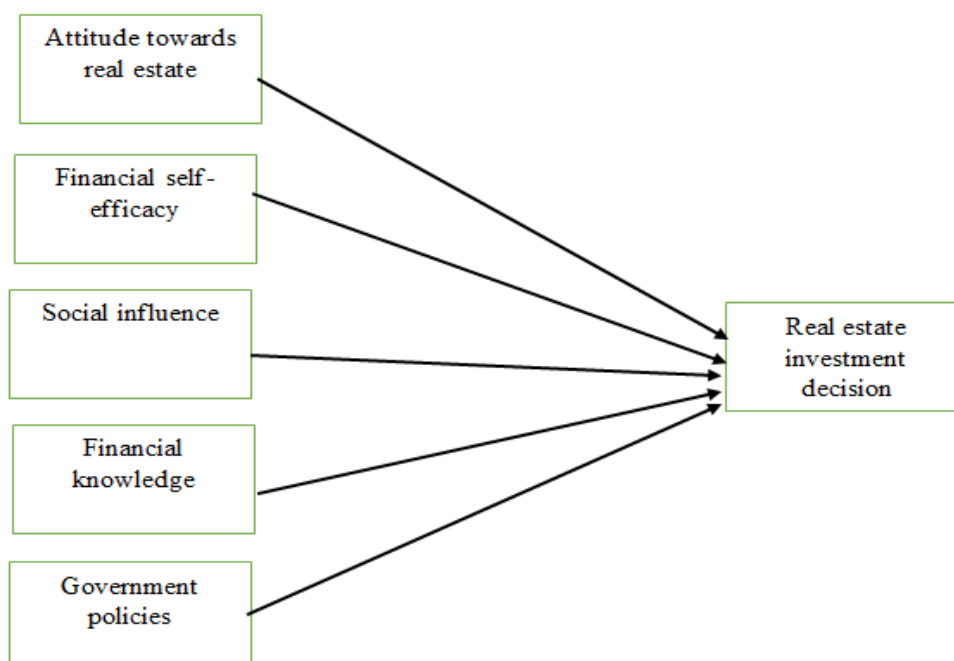 Attitude towards
real estate
Financial self-
efficacy
Social influence
Financial
knowledge
Government
policies
Real estate
investment
decision